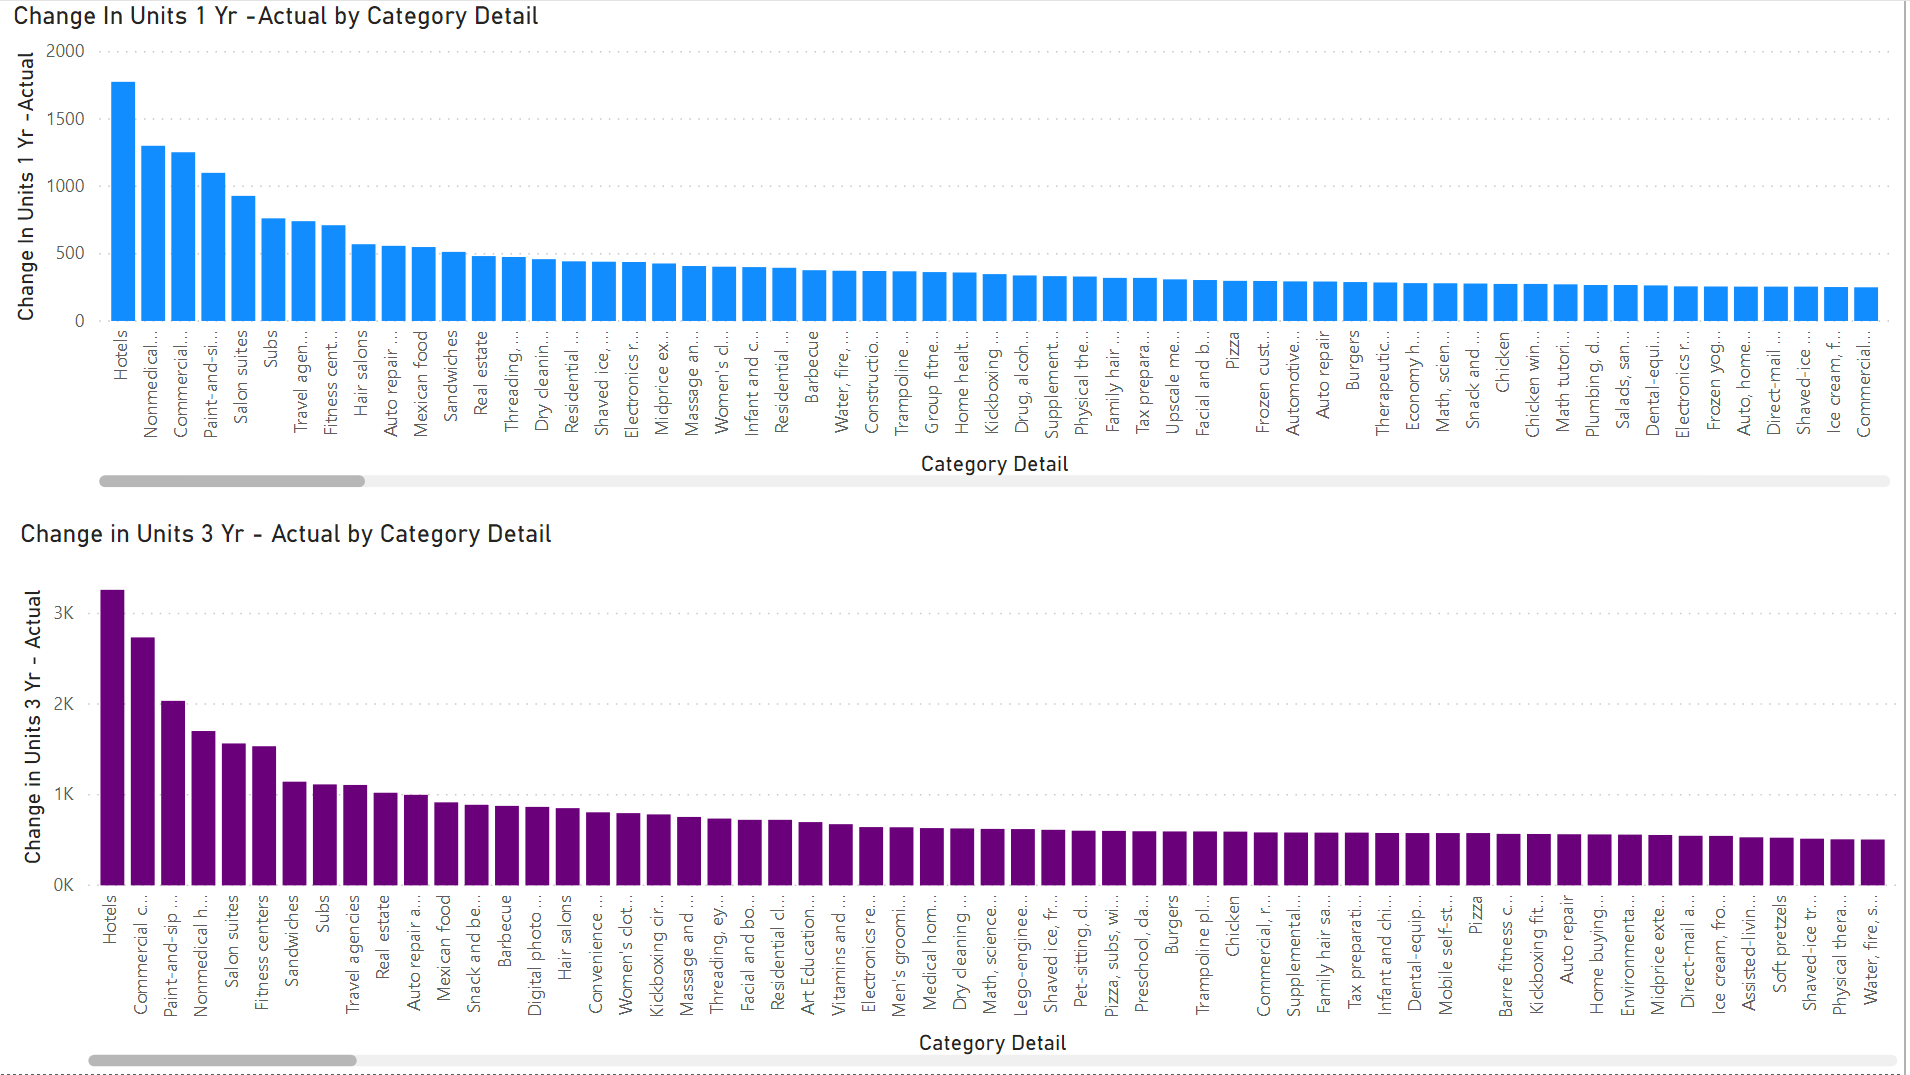 Change In Units 1 Yr -Actual by Category Detail
Change In Units 1 Yr -Actual
2000
1500
1000
500
0
Hotels
Nonmedical...
Commercial...
Paint-and-si...
Salon suites
Subs
Travel agen...
Fitness cent...
Hair salons
Auto repair ...
Mexican food
Sandwiches
Real estate
Threading, ...
Dry cleanin...
Residential ...
Shaved ice, ...
Electronics r...
Midprice ex...
Massage an...
Women's cl...
Infant and c...
Residential ...
Barbecue
Water, fire, ...
Constructio...
Trampoline ...
Group fitne...
Home healt...
Kickboxing ...
Drug, alcoh...
Supplement...
Physical the...
Family hair ...
Tax prepara...
Upscale me...
Facial and b...
Pizza
Frozen cust...
Automotive...
Auto repair
Burgers
Therapeutic...
Economy h...
Math, scien...
Snack and ...
Chicken
Chicken win...
Math tutori...
Plumbing, d...
Salads, san...
Dental-equi...
Electronics r...
Frozen yog...
Auto, home...
Direct-mail ...
Shaved-ice ...
Ice cream, f...
Commercial...
Category Detail
Change in Units 3 Yr - Actual by Category Detail
Change in Units 3 Yr - Actual
3K
2K
1K
0K
Hotels
Commercial c...
Paint-and-sip ...
Nonmedical h...
Salon suites
Fitness centers
Sandwiches
Subs
Travel agencies
Real estate
Auto repair a...
Mexican food
Snack and be...
Barbecue
Digital photo ...
Hair salons
Convenience ...
Women's clot...
Kickboxing cir...
Massage and ...
Threading, ey...
Facial and bo...
Residential cl...
Art Education...
Vitamins and ...
Electronics re...
Men's groomi...
Medical hom...
Dry cleaning ...
Math, science...
Lego-enginee...
Shaved ice, fr...
Pet-sitting, d...
Pizza, subs, wi...
Preschool, da...
Burgers
Trampoline pl...
Chicken
Commercial, r...
Supplemental...
Family hair sa...
Tax preparati...
Infant and chi...
Dental-equip...
Mobile self-st...
Pizza
Barre fitness c...
Kickboxing fit...
Auto repair
Home buying...
Environmenta...
Midprice exte...
Direct-mail a...
Ice cream, fro...
Assisted-livin...
Soft pretzels
Shaved-ice tr...
Physical thera...
Water, fire, s...
Category Detail